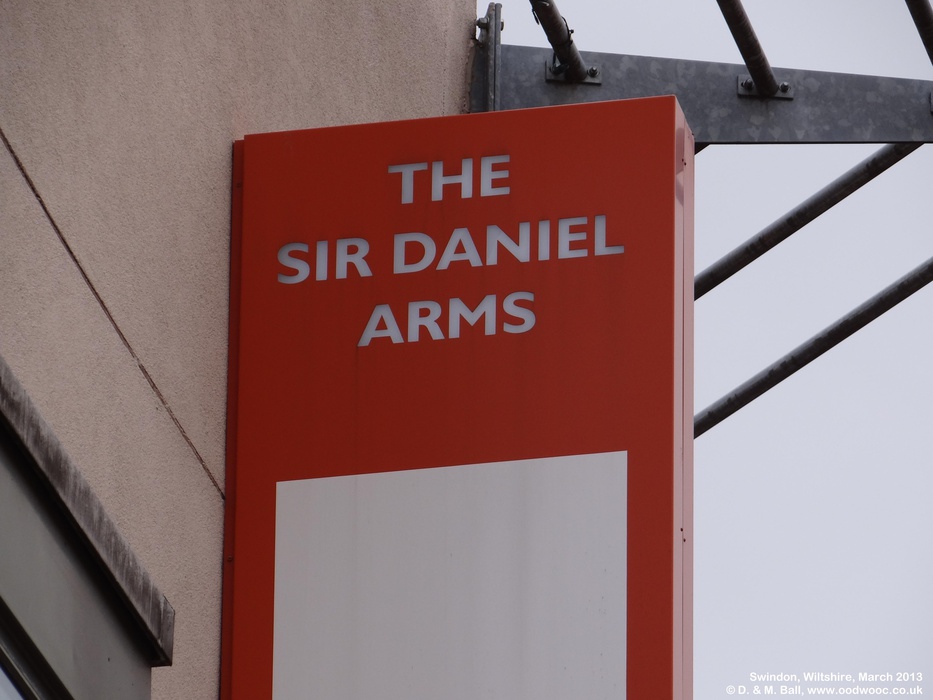 THE
SIR DANIEL
ARMS
Swindon, Wiltshire, March 2013
© D. & M. Ball, www.oodwooc.co.uk